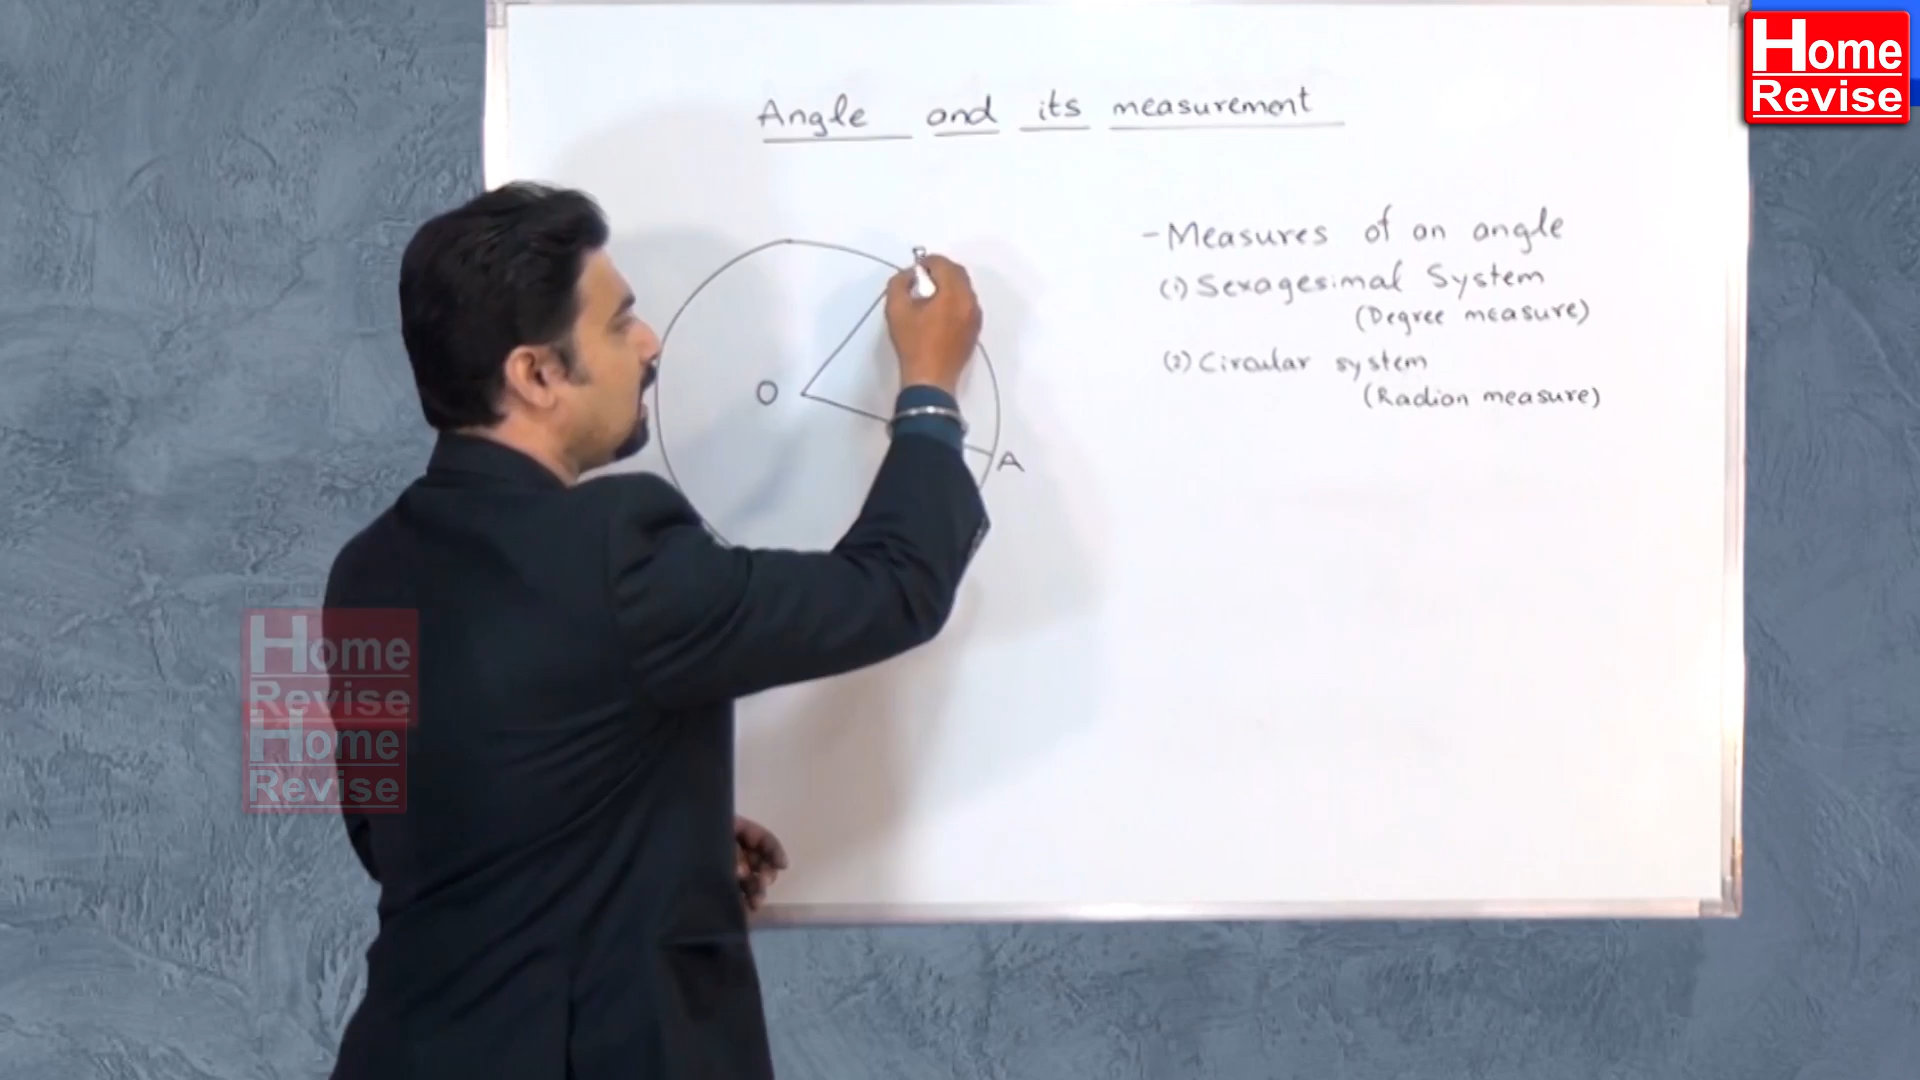 Home
Revise
Angle and its measurement
- Measures of an angle
(1) Sexagesimal System
(Degree measure)
(2) Circular system
(Radian measure)
B
O
A
Home
Revise
Home
Revise